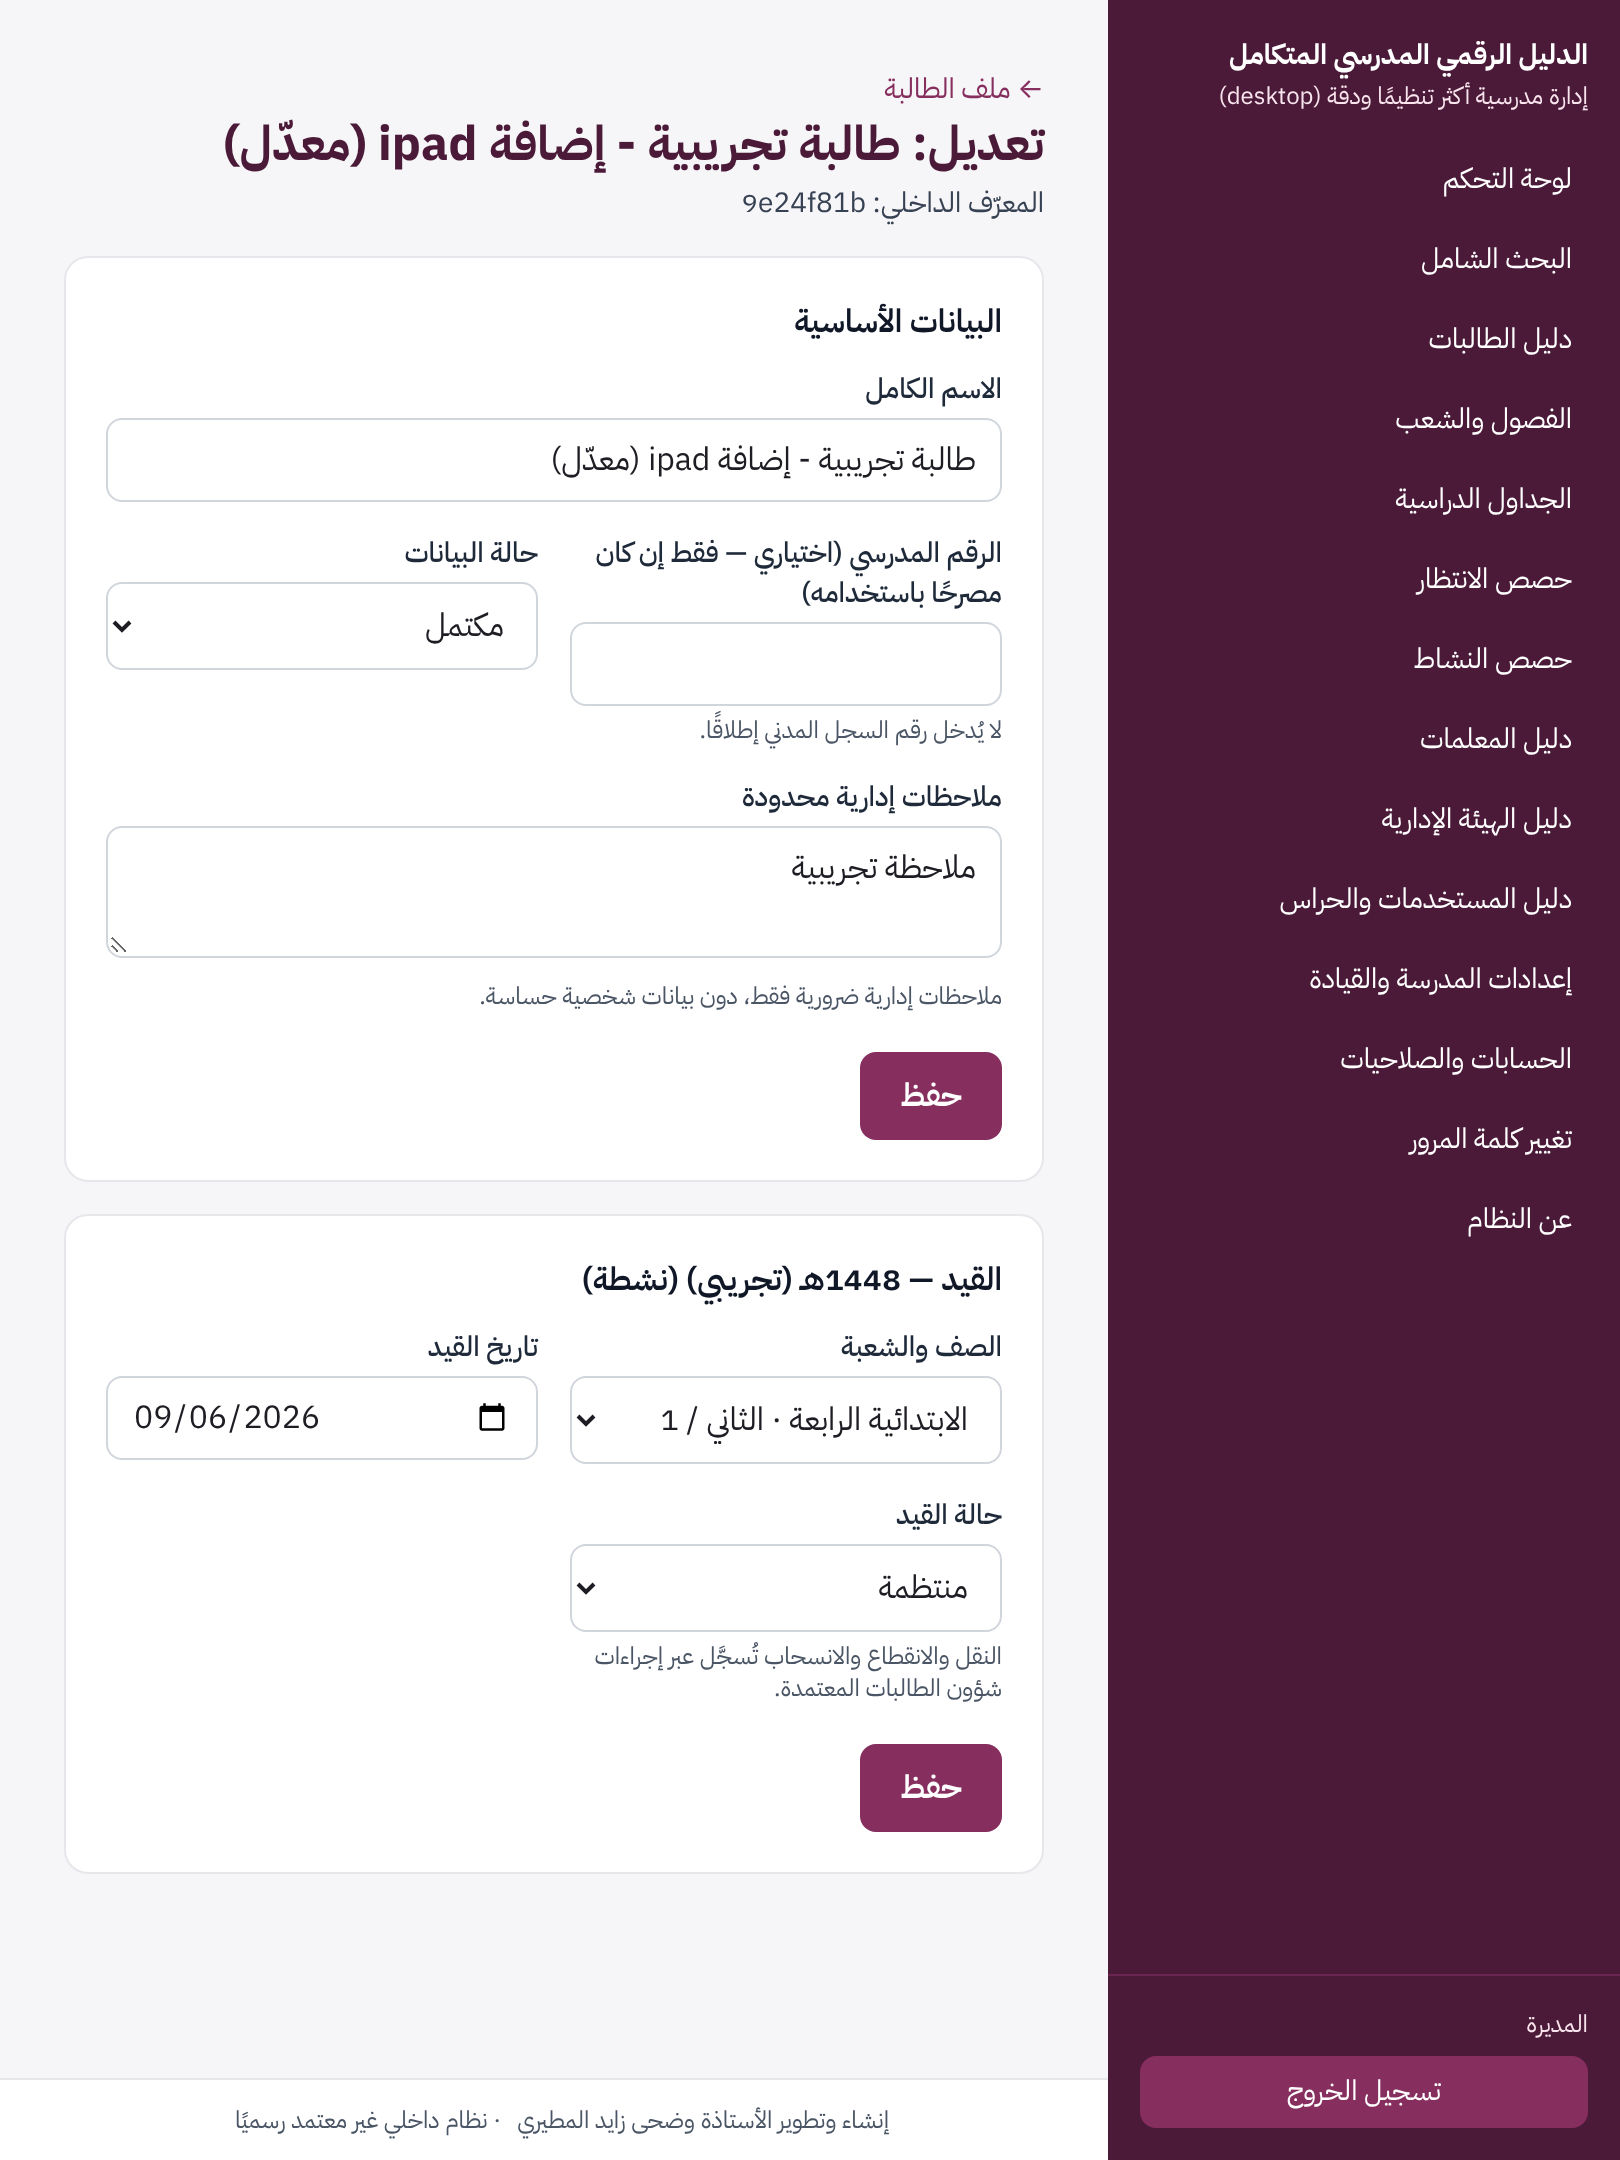 الدليل الرقمي المدرسي المتكامل
إدارة مدرسية أكثر تنظيمًا ودقة (desktop)
لوحة التحكم
البحث الشامل
دليل الطالبات
الفصول والشعب
الجداول الدراسية
حصص الانتظار
حصص النشاط
دليل المعلمات
دليل الهيئة الإدارية
دليل المستخدمات والحراس
إعدادات المدرسة والقيادة
الحسابات والصلاحيات
تغيير كلمة المرور
عن النظام
المديرة
تسجيل الخروج
← ملف الطالبة
تعديل: طالبة تجريبية - إضافة ipad (معدّل)
المعرّف الداخلي: 9e24f81b
البيانات الأساسية
الاسم الكامل
طالبة تجريبية - إضافة ipad (معدّل)
الرقم المدرسي (اختياري — فقط إن كان
مصرحًا باستخدامه)
لا يُدخل رقم السجل المدني إطلاقًا.
حالة البيانات
مكتمل
ملاحظات إدارية محدودة
ملاحظة تجريبية
ملاحظات إدارية ضرورية فقط، دون بيانات شخصية حساسة.
حفظ
القيد — 1448هـ (تجريبي) (نشطة)
الصف والشعبة
الابتدائية الرابعة · الثاني / 1
تاريخ القيد
09/06/2026
حالة القيد
منتظمة
النقل والانقطاع والانسحاب تُسجَّل عبر إجراءات
شؤون الطالبات المعتمدة.
حفظ
إنشاء وتطوير الأستاذة وضحى زايد المطيري · نظام داخلي غير معتمد رسميًا